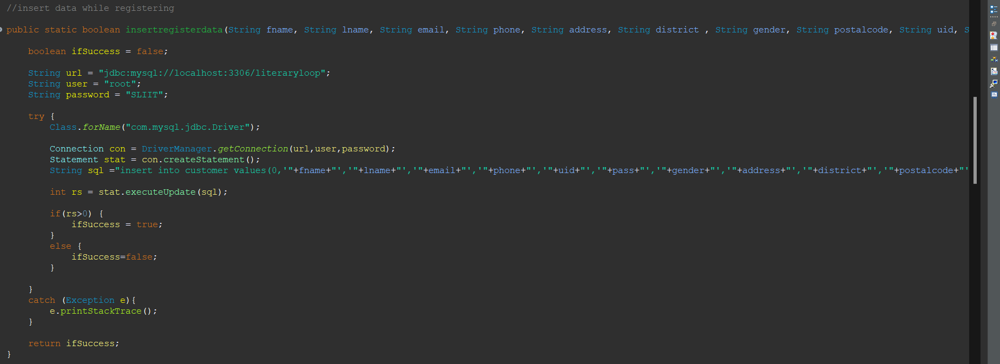 //insert data while registering
public static boolean insertregisterdata(String fname, String lname, String email, String phone, String address, String district , String gender, String postalcode, String uid, S
boolean ifSuccess = false;
String url = "jdbc:mysql://localhost:3306/literaryloop";
String user = "root";
String password = "SLIIT";
try {
Class.forName("com.mysql.jdbc.Driver");
Connection con = DriverManager.getConnection(url,user,password);
Statement stat = con.createStatement();
String sql ="insert into customer values(0,'"+fname+"','"+lname+"','"+email+"','"+phone+"','"+uid+"','"+pass+"','"+gender+"','"+address+"','"+district+"','"+postalcode+"'
int rs = stat.executeUpdate(sql);
if(rs>0) {
ifSuccess = true;
}
else {
ifSuccess=false;
}
}
catch (Exception e){
e.printStackTrace();
}
return ifSuccess;
}